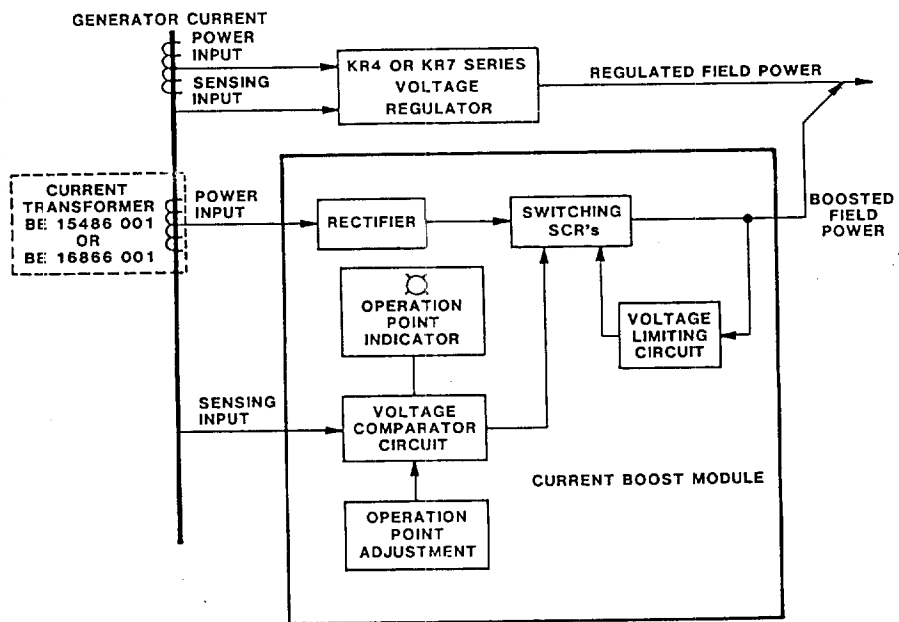 GENERATOR CURRENT
POWER
INPUT
SENSING
INPUT
KR4 OR KR7 SERIES
VOLTAGE
REGULATOR
REGULATED FIELD POWER
CURRENT
TRANSFORMER
BE 15486 001
OR
BE 16866 001
POWER
INPUT
RECTIFIER
SWITCHING
SCR's
BOOSTED
FIELD
POWER
OPERATION
POINT
INDICATOR
VOLTAGE
LIMITING
CIRCUIT
SENSING
INPUT
VOLTAGE
COMPARATOR
CIRCUIT
CURRENT BOOST MODULE
OPERATION
POINT
ADJUSTMENT